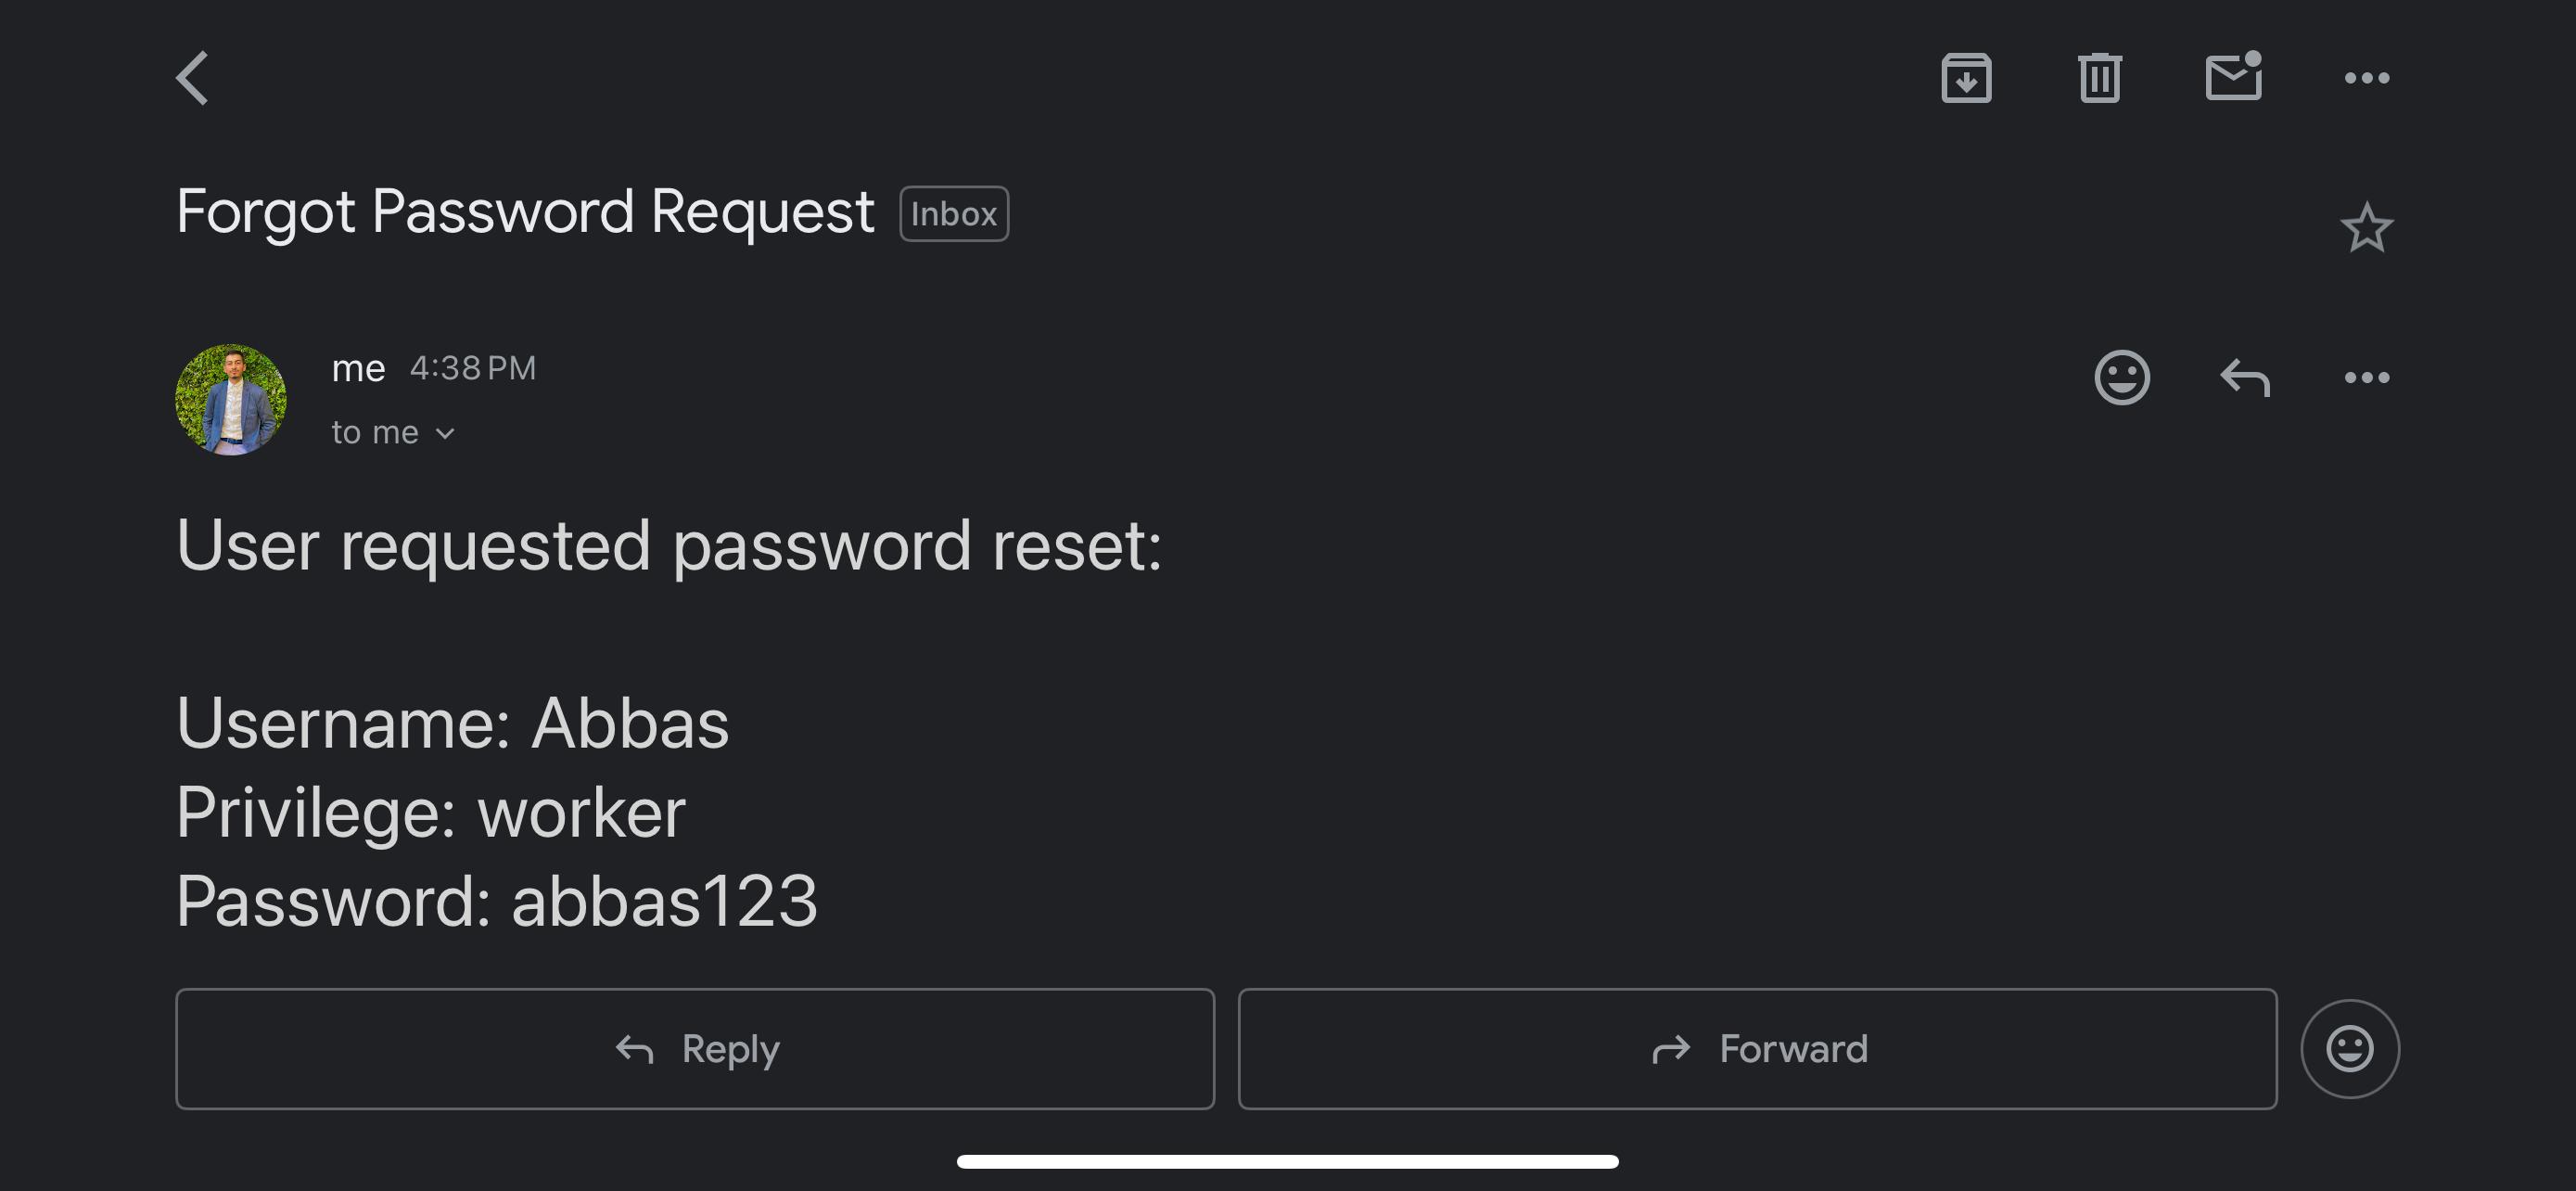 Forgot Password Request Inbox
me 4:38 PM
to me
User requested password reset:
Username: Abbas
Privilege: worker
Password: abbas123
Reply Forward